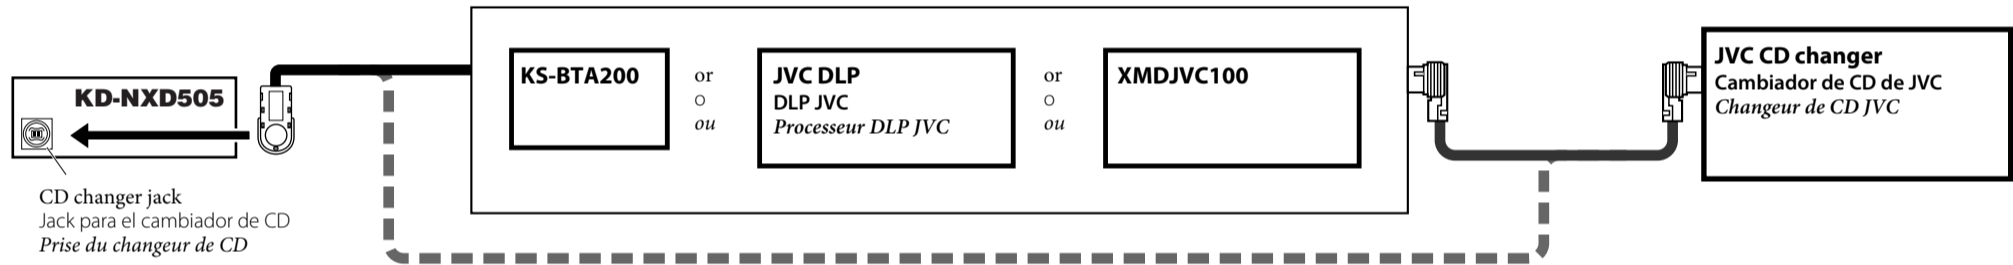 KD-NXD505
CD changer jack
Jack para el cambiador de CD
Prise du changeur de CD
KS-BTA200
or
o
ou
JVC DLP
DLP JVC
Processeur DLP JVC
or
o
ou
XMDJVC100
JVC CD changer
Cambiador de CD de JVC
Changeur de CD JVC